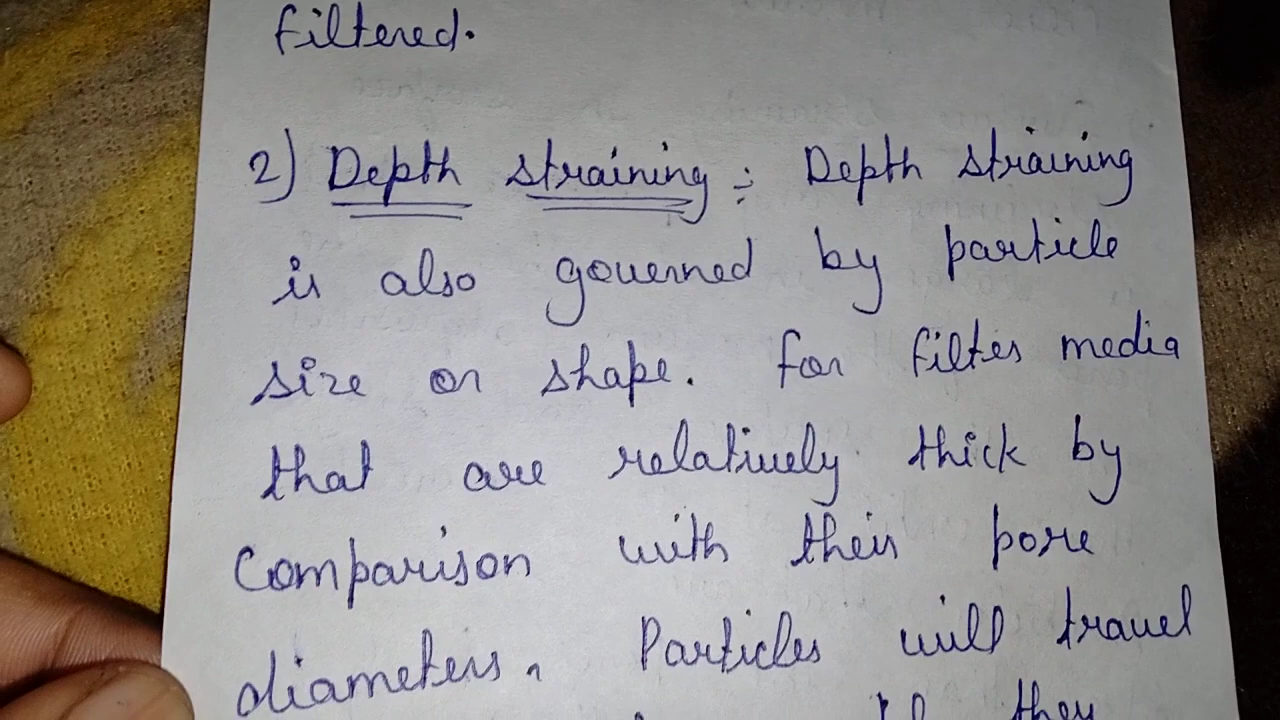 filtered.
2) Depth straining : Depth straining
is also governed by particle
size or shape. for filter media
that are relatively thick by
Comparison with their pore
diameters. Particles will travel
they